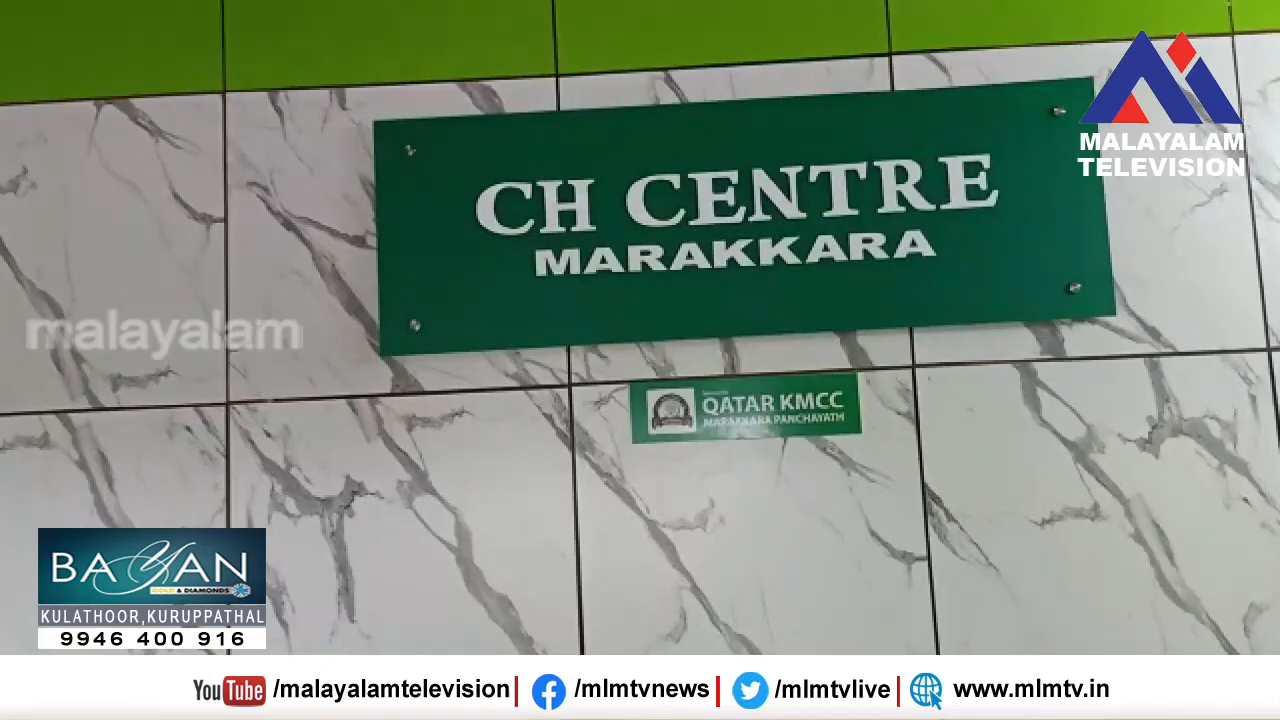 MALAYALAM
TELEVISION
CH CENTRE
MARAKKARA
malayalam
QATAR KMCC
MARAKKARA PANCHAYATH
BAYAN
GOLD & DIAMONDS
KULATHOOR,KURUPPATHAL
9946 400 916
YouTube /malayalamtelevision | /mlmtvnews | /mlmtvlive | www.mlmtv.in